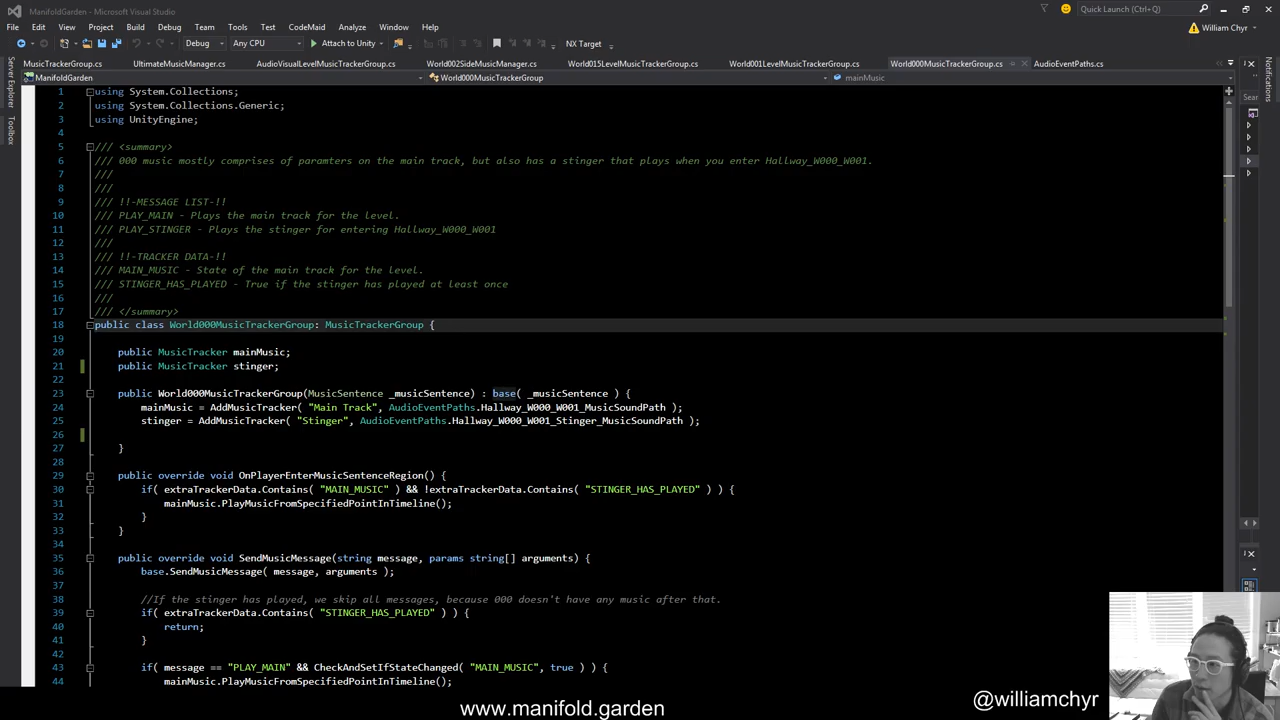 ManifoldGarden - Microsoft Visual Studio
Quick Launch (Ctrl+Q)
File Edit View Project Build Debug Team Tools Test CodeMaid Analyze Window Help
William Chyr
Debug Any CPU Attach to Unity NX Target
MusicTrackerGroup.cs UltimateMusicManager.cs AudioVisualLevelMusicTrackerGroup.cs World002SideMusicTrackerGroup.cs World015LevelMusicTrackerGroup.cs World001LevelMusicTrackerGroup.cs World000MusicTrackerGroup.cs AudioEventPaths.cs
ManifoldGarden World000MusicTrackerGroup mainMusic
Server Explorer
Toolbox
Notifications
Sear
1 using System.Collections;
2 using System.Collections.Generic;
3 using UnityEngine;
4
5 /// <summary>
6 /// 000 music mostly comprises of paramters on the main track, but also has a stinger that plays when you enter Hallway_W000_W001.
7 ///
8 ///
9 /// !!-MESSAGE LIST-!!
10 /// PLAY_MAIN - Plays the main track for the level.
11 /// PLAY_STINGER - Plays the stinger for entering Hallway_W000_W001
12 ///
13 /// !!-TRACKER DATA-!!
14 /// MAIN_MUSIC - State of the main track for the level.
15 /// STINGER_HAS_PLAYED - True if the stinger has played at least once
16 ///
17 /// </summary>
18 public class World000MusicTrackerGroup: MusicTrackerGroup {
19
20 public MusicTracker mainMusic;
21 public MusicTracker stinger;
22
23 public World000MusicTrackerGroup(MusicSentence _musicSentence) : base( _musicSentence ) {
24 mainMusic = AddMusicTracker( "Main Track", AudioEventPaths.Hallway_W000_W001_MusicSoundPath );
25 stinger = AddMusicTracker( "Stinger", AudioEventPaths.Hallway_W000_W001_Stinger_MusicSoundPath );
26
27 }
28
29 public override void OnPlayerEnterMusicSentenceRegion() {
30 if( extraTrackerData.Contains( "MAIN_MUSIC" ) && !extraTrackerData.Contains( "STINGER_HAS_PLAYED" ) ) {
31 mainMusic.PlayMusicFromSpecifiedPointInTimeline();
32 }
33 }
34
35 public override void SendMusicMessage(string message, params string[] arguments) {
36 base.SendMusicMessage( message, arguments );
37
38 //If the stinger has played, we skip all messages, because 000 doesn't have any music after that.
39 if( extraTrackerData.Contains( "STINGER_HAS_PLAYED" ) ) {
40 return;
41 }
42
43 if( message == "PLAY_MAIN" && CheckAndSetIfStateChanged( "MAIN_MUSIC", true ) ) {
44 mainMusic.PlayMusicFromSpecifiedPointInTimeline();
www.manifold.garden
@williamchyr